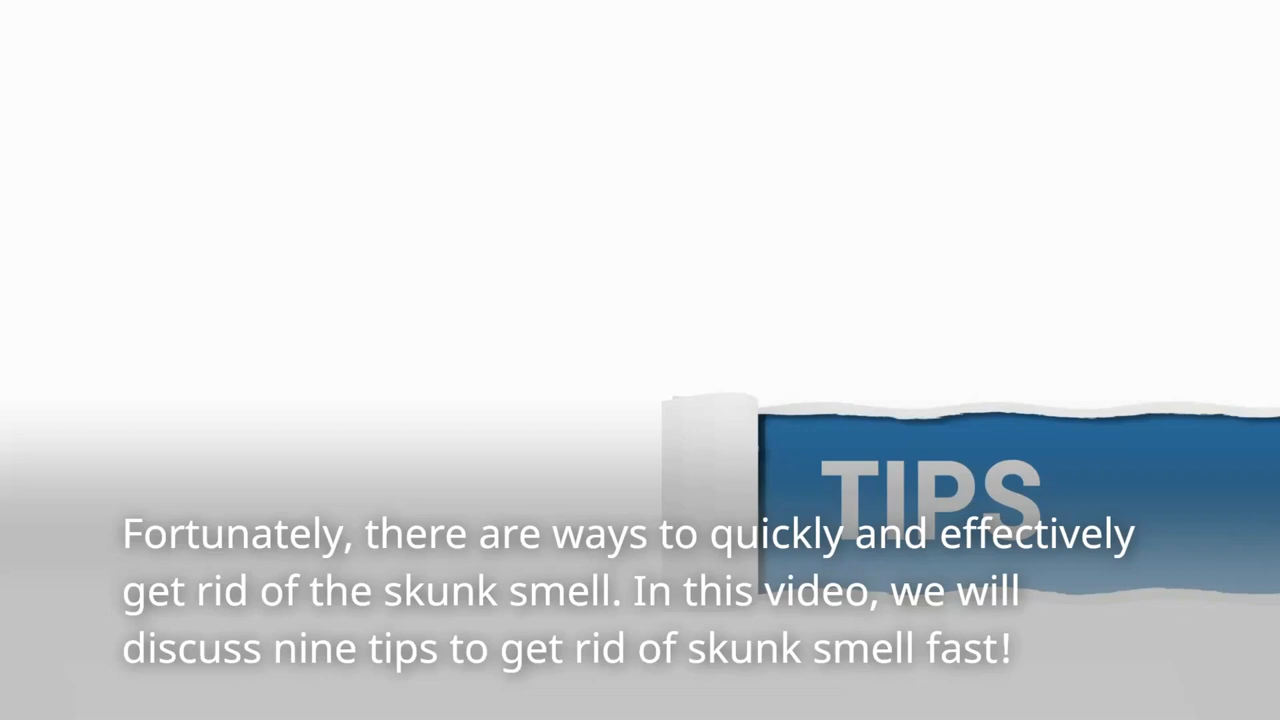 TIPS
Fortunately, there are ways to quickly and effectively
get rid of the skunk smell. In this video, we will
discuss nine tips to get rid of skunk smell fast!